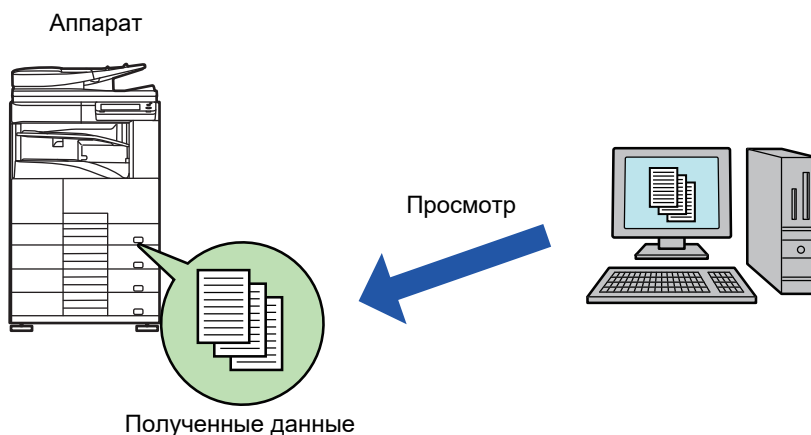 Аппарат
Просмотр
Полученные данные